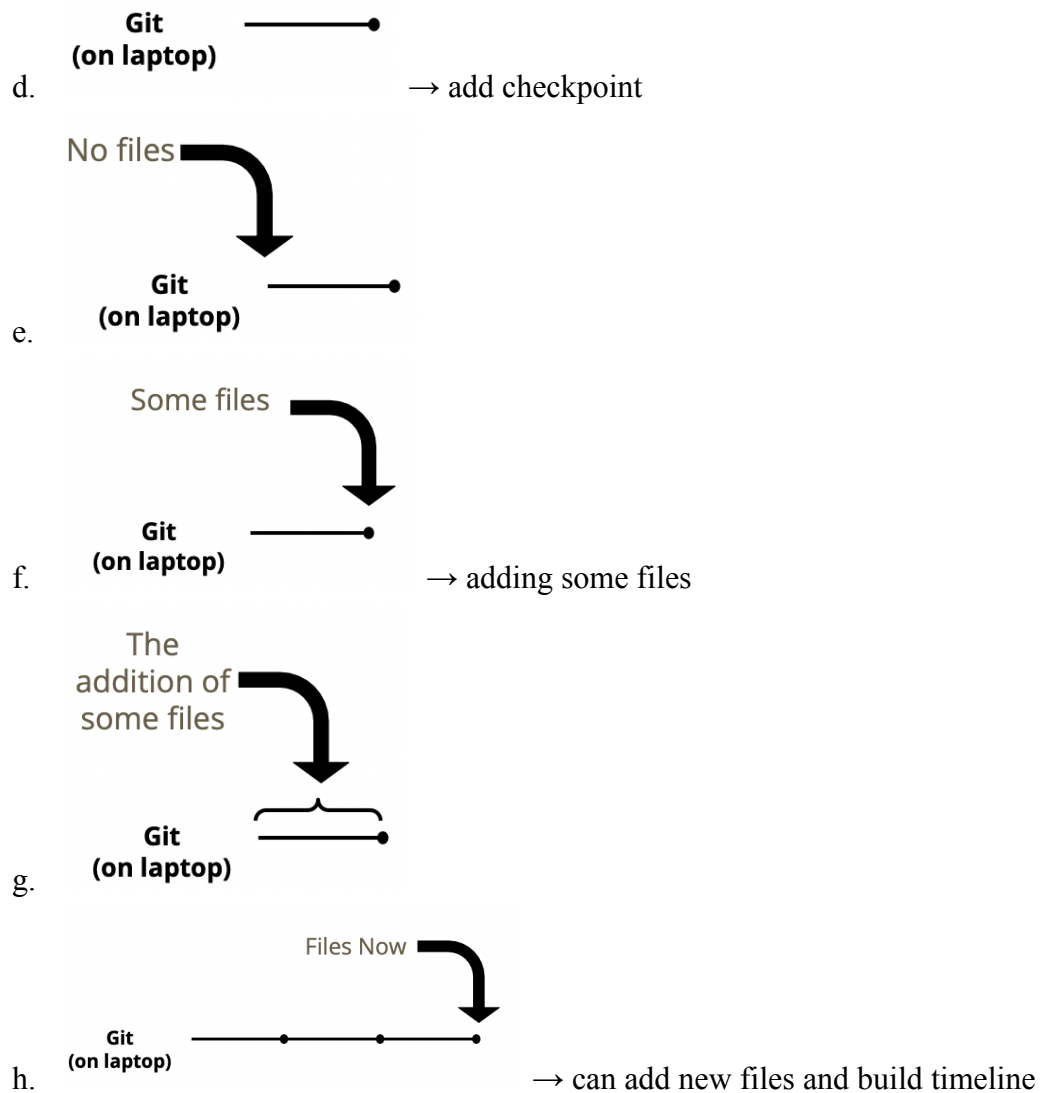 Git
(on laptop)
d. → add checkpoint
No files
Git
(on laptop)
e.
Some files
Git
(on laptop)
f. → adding some files
The
addition of
some files
Git
(on laptop)
g.
Files Now
Git
(on laptop)
h. → can add new files and build timeline